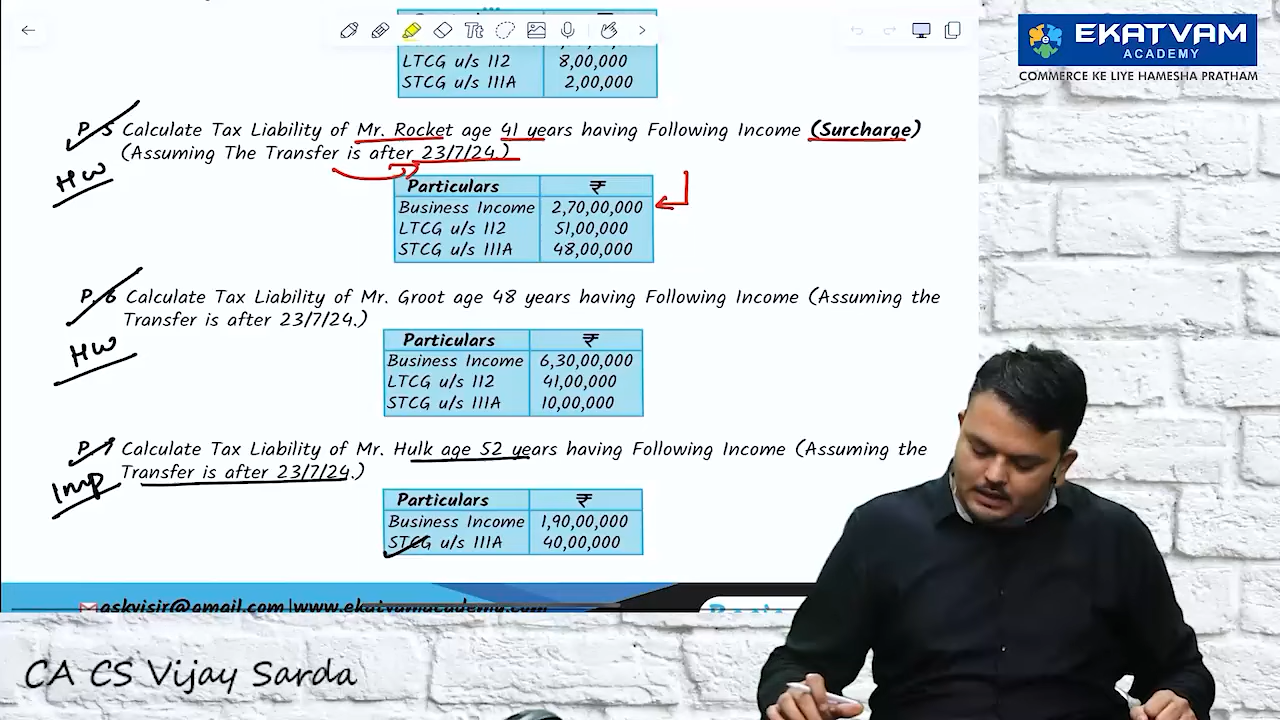 Tt
EKATVAM
ACADEMY
COMMERCE KE LIYE HAMESHA PRATHAM
LTCG u/s 112 8,00,000
STCG u/s 111A 2,00,000
P. 5 Calculate Tax Liability of Mr. Rocket age 41 years having Following Income (Surcharge)
(Assuming The Transfer is after 23/7/24.)
HW
Particulars ₹
Business Income 2,70,00,000
LTCG u/s 112 51,00,000
STCG u/s 111A 48,00,000
P. 6 Calculate Tax Liability of Mr. Groot age 48 years having Following Income (Assuming the
Transfer is after 23/7/24.)
HW
Particulars ₹
Business Income 6,30,00,000
LTCG u/s 112 41,00,000
STCG u/s 111A 10,00,000
P. 7 Calculate Tax Liability of Mr. Hulk age 52 years having Following Income (Assuming the
Transfer is after 23/7/24.)
Imp
Particulars ₹
Business Income 1,90,00,000
STCG u/s 111A 40,00,000
askvjsir@gmail.com |www.ekatvamacademy.com
CA CS Vijay Sarda